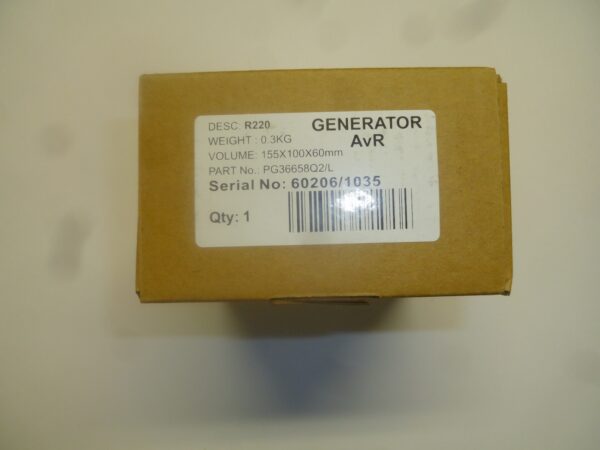 DESC: R220
GENERATOR
AvR
WEIGHT : 0.3KG
VOLUME: 155X100X60mm
PART No.: PG36658Q2/L
Serial No: 60206/1035
Qty: 1